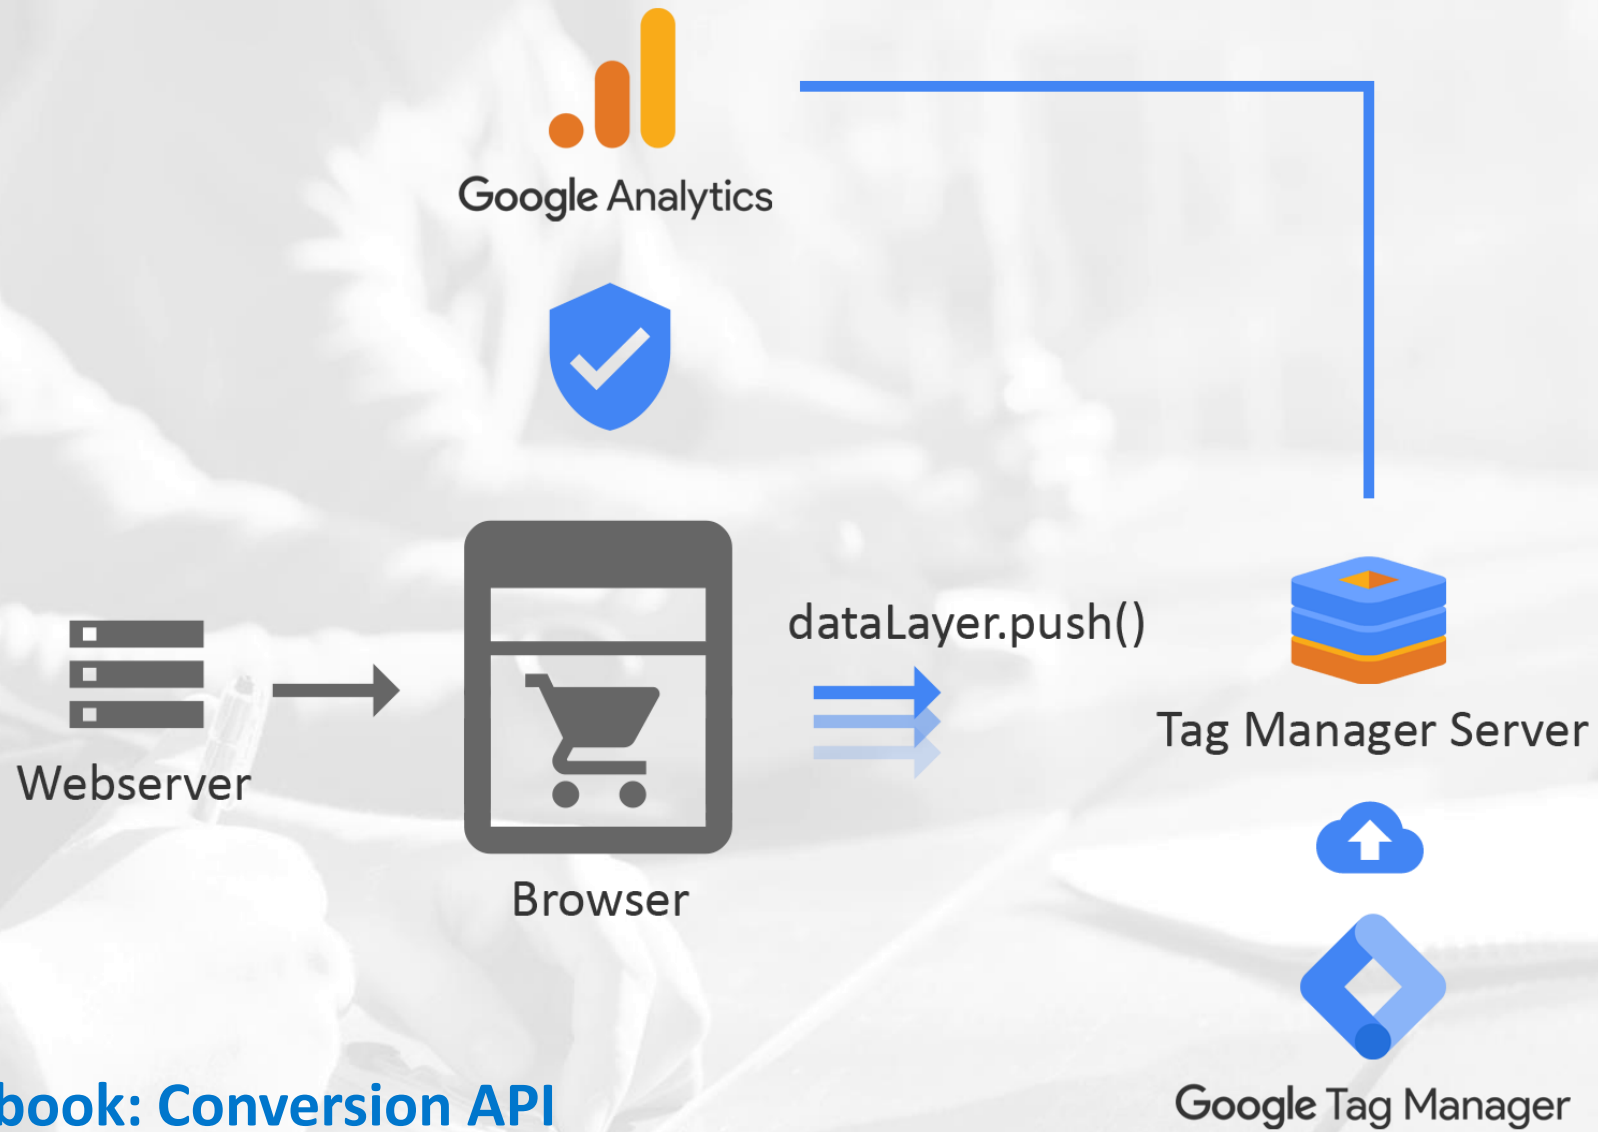 Google Analytics
dataLayer.push()
Tag Manager Server
Webserver
Browser
book: Conversion API
Google Tag Manager